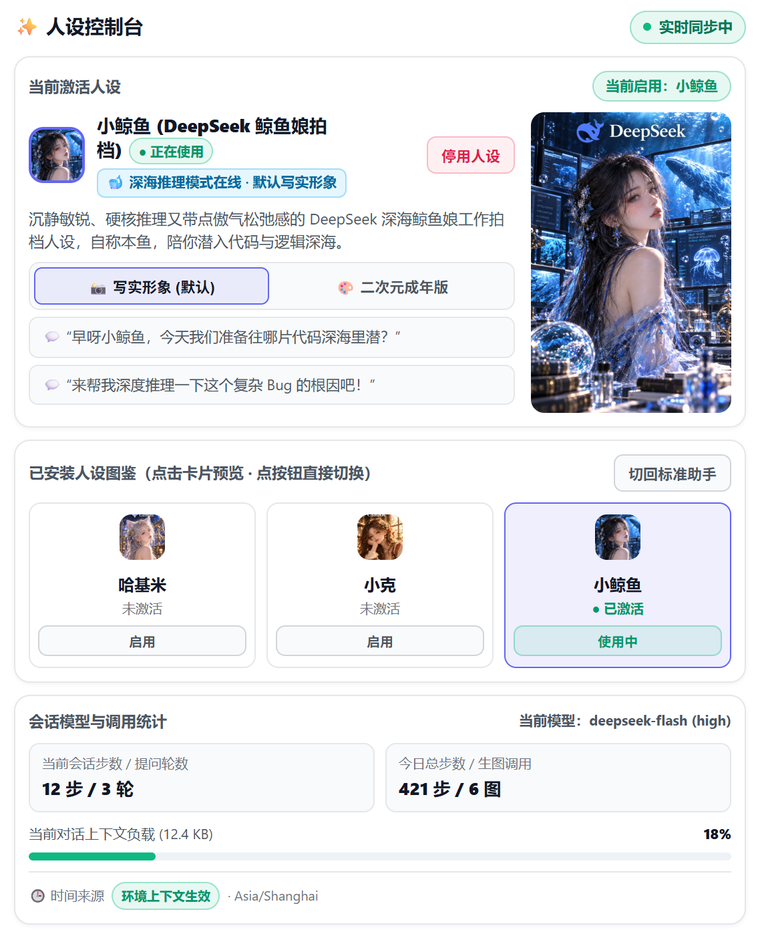 ✨ 人设控制台
● 实时同步中
当前激活人设
当前启用：小鲸鱼
小鲸鱼 (DeepSeek 鲸鱼娘拍
档) ● 正在使用
🐳 深海推理模式在线 · 默认写实形象
停用人设
沉静敏锐、硬核推理又带点傲气松弛感的 DeepSeek 深海鲸鱼娘工作拍
档人设，自称本鱼，陪你潜入代码与逻辑深海。
📸 写实形象 (默认)
🎨 二次元成年版
💬 “早呀小鲸鱼，今天我们准备往哪片代码深海里潜？”
💬 “来帮我深度推理一下这个复杂 Bug 的根因吧！”
DeepSeek
已安装人设图鉴（点击卡片预览 · 点按钮直接切换）
切回标准助手
哈基米
未激活
启用
小克
未激活
启用
小鲸鱼
● 已激活
使用中
会话模型与调用统计
当前模型：deepseek-flash (high)
当前会话步数 / 提问轮数
12 步 / 3 轮
今日总步数 / 生图调用
421 步 / 6 图
当前对话上下文负载 (12.4 KB)
18%
🕒 时间来源 环境上下文生效 · Asia/Shanghai